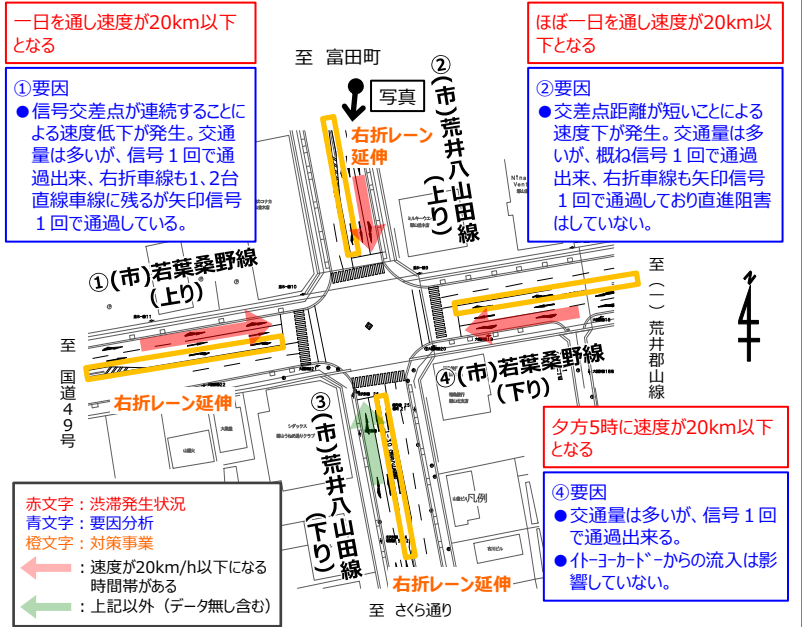 一日を通し速度が20km以下
となる
①要因
●信号交差点が連続することに
よる速度低下が発生。交通
量は多いが、信号１回で通
過出来、右折車線も1、2台
直線車線に残るが矢印信号
１回で通過している。
至 富田町
写真
右折レーン
延伸
②(市)荒井八山田線
(上り)
ほぼ一日を通し速度が20km以
下となる
②要因
●交差点距離が短いことによる
速度下が発生。交通量は多
いが、概ね信号１回で通過
出来、右折車線も矢印信号
１回で通過しており直進阻害
はしていない。
①(市)若葉桑野線
(上り)
至（一）荒井郡山線
N
至 国道４９号
右折レーン延伸
③(市)荒井八山田線
(下り)
④(市)若葉桑野線
(下り)
夕方5時に速度が20km以下
となる
④要因
●交通量は多いが、信号１回
で通過出来る。
●イトーヨーカドーからの流入は影
響していない。
凡例
赤文字：渋滞発生状況
青文字：要因分析
橙文字：対策事業
：速度が20km/h以下になる
時間帯がある
：上記以外（データ無し含む）
右折レーン延伸
至 さくら通り